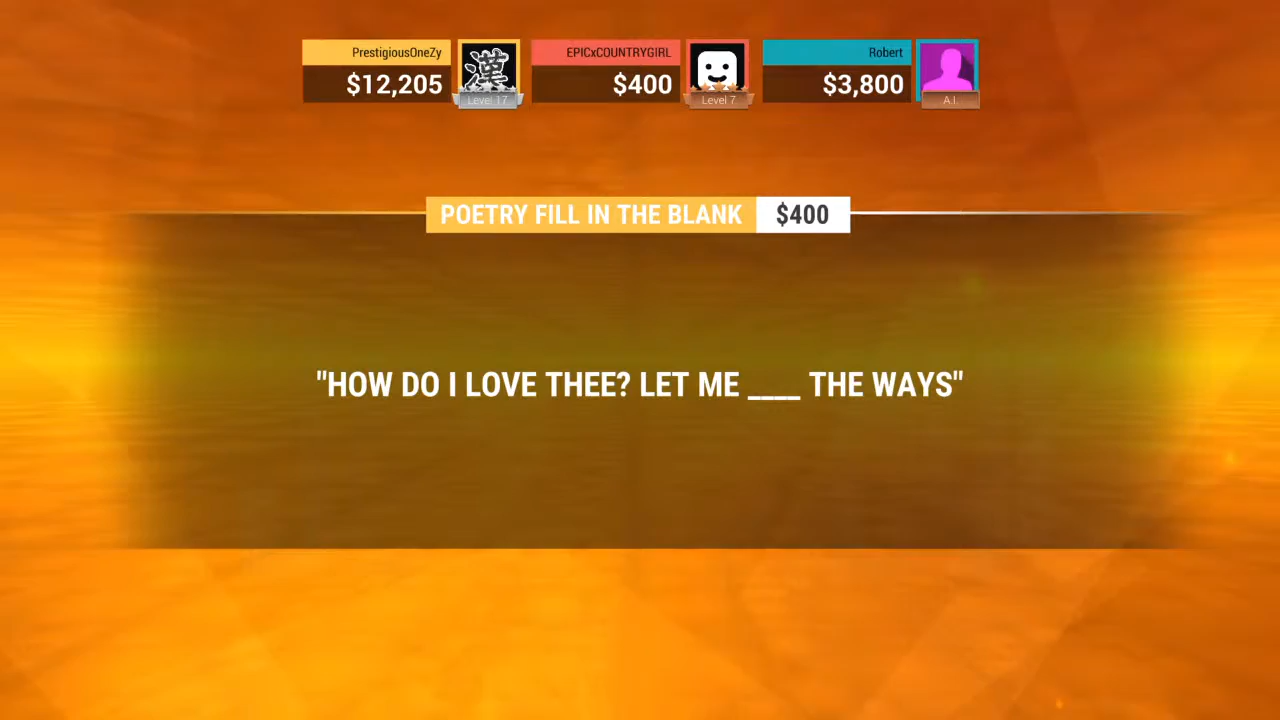 PrestigiousOneZy
$12,205
漢
Level 17
EPICxCOUNTRYGIRL
$400
Level 7
Robert
$3,800
A.I.
POETRY FILL IN THE BLANK $400
"HOW DO I LOVE THEE? LET ME ____ THE WAYS"